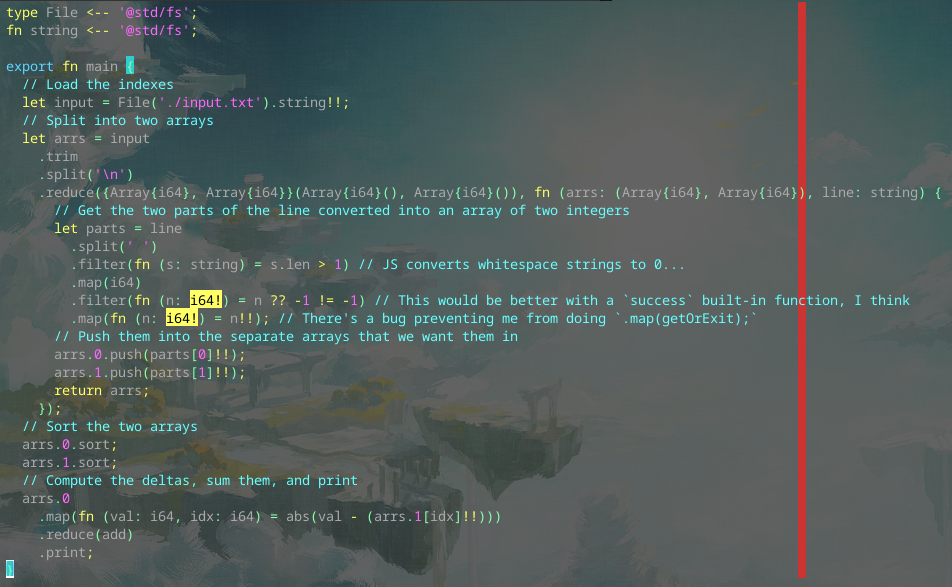 type File <-- '@std/fs';
fn string <-- '@std/fs';

export fn main {
  // Load the indexes
  let input = File('./input.txt').string!!;
  // Split into two arrays
  let arrs = input
    .trim
    .split('\n')
    .reduce({Array{i64}, Array{i64}}(Array{i64}(), Array{i64}()), fn (arrs: (Array{i64}, Array{i64}), line: string) {
      // Get the two parts of the line converted into an array of two integers
      let parts = line
        .split(' ')
        .filter(fn (s: string) = s.len > 1) // JS converts whitespace strings to 0...
        .map(i64)
        .filter(fn (n: i64!) = n ?? -1 != -1) // This would be better with a `success` built-in function, I think
        .map(fn (n: i64!) = n!!); // There's a bug preventing me from doing `.map(getOrExit);`
      // Push them into the separate arrays that we want them in
      arrs.0.push(parts[0]!!);
      arrs.1.push(parts[1]!!);
      return arrs;
    });
  // Sort the two arrays
  arrs.0.sort;
  arrs.1.sort;
  // Compute the deltas, sum them, and print
  arrs.0
    .map(fn (val: i64, idx: i64) = abs(val - (arrs.1[idx]!!)))
    .reduce(add)
    .print;
}